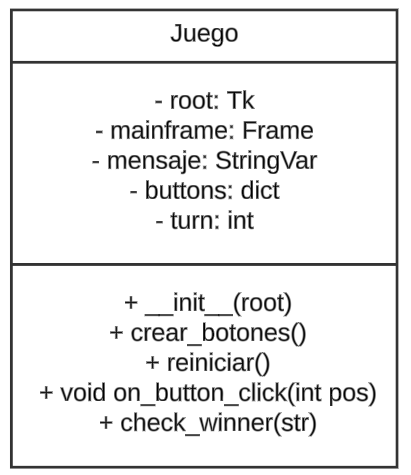 Juego
- root: Tk
- mainframe: Frame
- mensaje: StringVar
- buttons: dict
- turn: int
+ __init__(root)
+ crear_botones()
+ reiniciar()
+ void on_button_click(int pos)
+ check_winner(str)